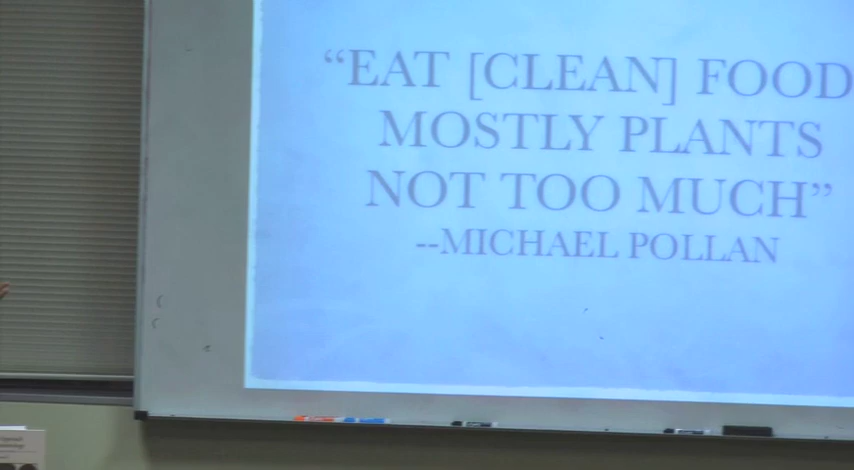 “EAT [CLEAN] FOOD
MOSTLY PLANTS
NOT TOO MUCH”
--MICHAEL POLLAN